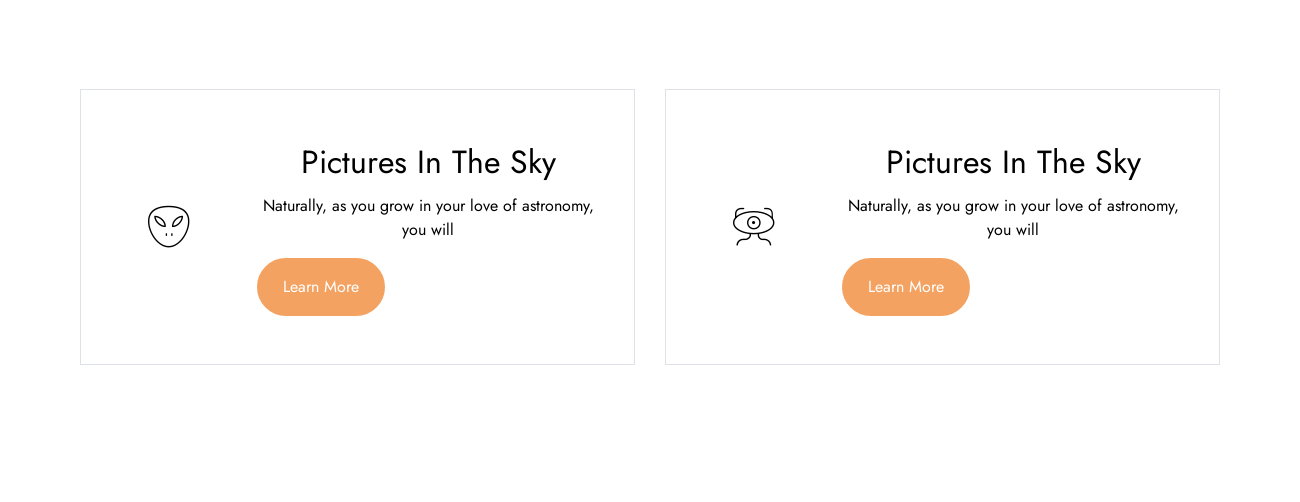 Pictures In The Sky
Naturally, as you grow in your love of astronomy,
you will
Learn More
Pictures In The Sky
Naturally, as you grow in your love of astronomy,
you will
Learn More